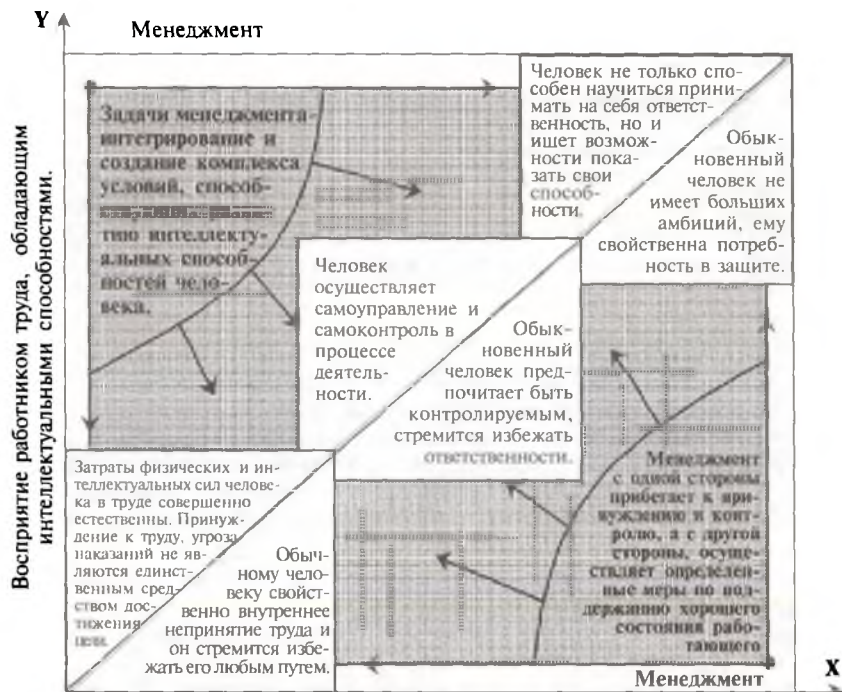 Y
Менеджмент
Восприятие работником труда, обладающим
интеллектуальными способностями.
Задачи менеджмента-
интегрирование и
создание комплекса
условий, способ-
тию интеллекту-
альных способ-
ностей чело-
века.
Человек не только спо-
собен научиться прини-
мать на себя ответст-
венность, но и
ищет возмож-
ности пока-
зать свои
способ-
ности.
Обык-
новенный
человек не
имеет больших
амбиций, ему
свойственна потреб-
ность в защите.
Человек
осуществляет
самоуправление и
самоконтроль в
процессе
деятель-
ности.
Обык-
новенный
человек пред-
почитает быть
контролируемым,
стремится избежать
ответственности.
Затраты физических и ин-
теллектуальных сил челове-
ка в труде совершенно
естественны. Принуж-
дение к труду, угроза
наказаний не яв-
ляются единст-
венным сред-
ством дос-
тижения
цели.
Обыч-
ному чело-
веку свойст-
венно внутреннее
неприятие труда и
он стремится избе-
жать его любым путем.
Менеджмент
с одной стороны
прибегает к при-
нуждению и конт-
ролю, а с другой
стороны, осуще-
ствляет определен-
ные меры по под-
держанию хорошего
состояния рабо-
тающего
Менеджмент
X